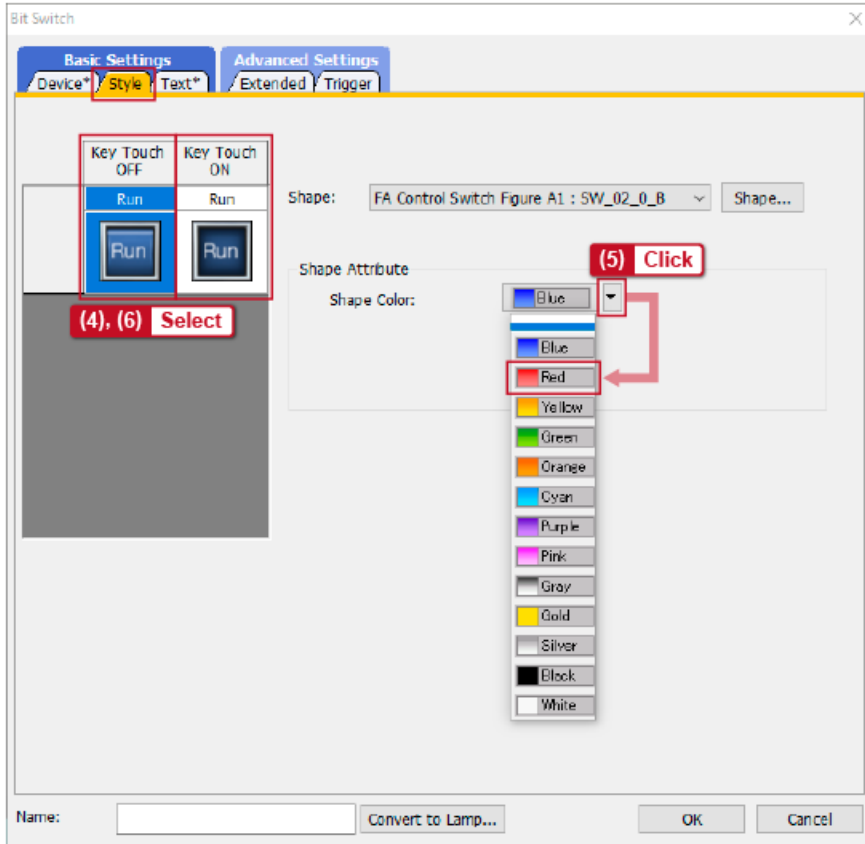 Bit Switch
Basic Settings
Advanced Settings
Device*
Style
Text*
Extended
Trigger
Key Touch
OFF
Key Touch
ON
Run
Run
Run
Run
(4), (6) Select
Shape:
FA Control Switch Figure A1 : SW_02_0_B
Shape...
Shape Attribute
(5) Click
Shape Color:
Blue
Blue
Red
Yellow
Green
Orange
Cyan
Purple
Pink
Gray
Gold
Silver
Black
White
Name:
Convert to Lamp...
OK
Cancel